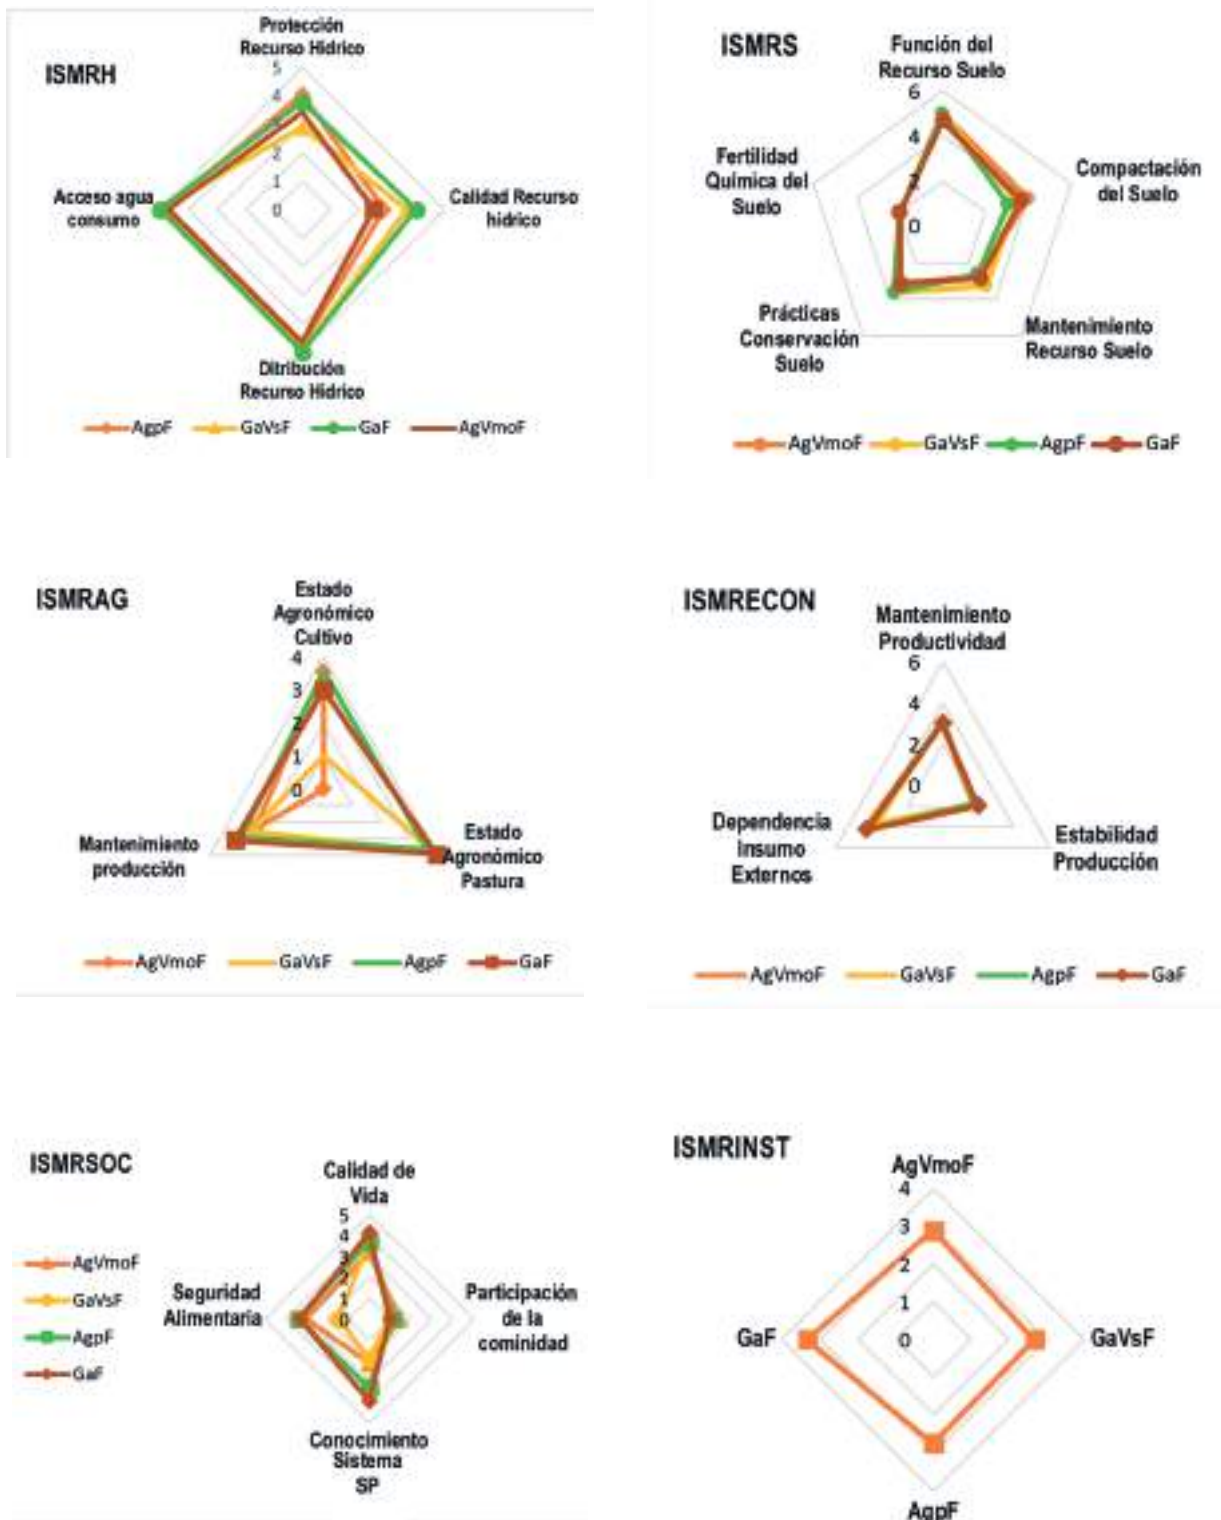 ISMRH
Protección
Recurso Hidrico
5
4
3
2
1
0
Acceso agua
consumo
Calidad Recurso
hidrico
Ditribución
Recurso Hidrico
AgpF
GaVsF
GaF
AgVmoF
ISMRS
Función del
Recurso Suelo
6
4
2
0
Fertilidad
Química del
Suelo
Compactación
del Suelo
Prácticas
Conservación
Suelo
Mantenimiento
Recurso Suelo
AgVmoF
GaVsF
AgpF
GaF
ISMRAG
Estado
Agronómico
Cultivo
4
3
2
1
0
Mantenimiento
producción
Estado
Agronómico
Pastura
AgVmoF
GaVsF
AgpF
GaF
ISMRECON
Mantenimiento
Productividad
6
4
2
0
Dependencia
Insumo
Externos
Estabilidad
Producción
AgVmoF
GaVsF
AgpF
GaF
ISMRSOC
Calidad de
Vida
5
4
3
2
1
0
AgVmoF
GaVsF
AgpF
GaF
Seguridad
Alimentaria
Participación
de la
cominidad
Conocimiento
Sistema
SP
ISMRINST
AgVmoF
4
3
2
1
0
GaF
GaVsF
AgpF